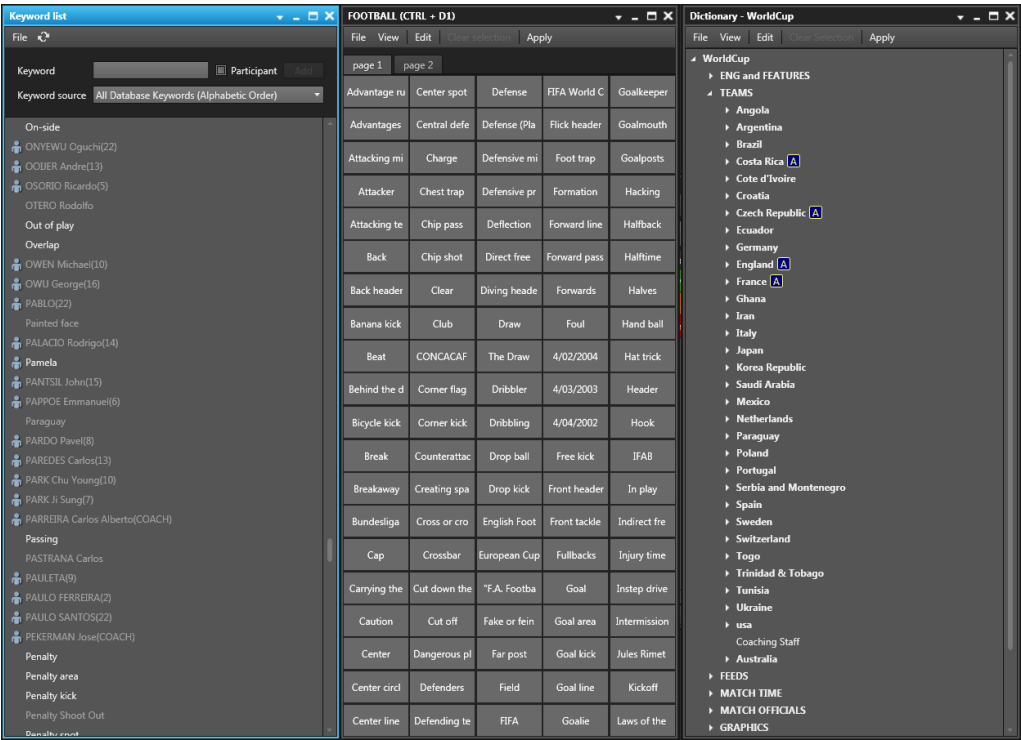 Keyword list
File
Keyword
Participant
Add
Keyword source
All Database Keywords (Alphabetic Order)
On-side
ONYEWU Oguchi(22)
OOIJER Andre(13)
OSORIO Ricardo(5)
OTERO Rodolfo
Out of play
Overlap
OWEN Michael(10)
OWU George(16)
PABLO(22)
Painted face
PALACIO Rodrigo(14)
Pamela
PANTSIL John(15)
PAPPOE Emmanuel(6)
Paraguay
PARDO Pavel(8)
PAREDES Carlos(13)
PARK Chu Young(10)
PARK Ji Sung(7)
PARREIRA Carlos Alberto(COACH)
Passing
PASTRANA Carlos
PAULETA(9)
PAULO FERREIRA(2)
PAULO SANTOS(22)
PEKERMAN Jose(COACH)
Penalty
Penalty area
Penalty kick
Penalty Shoot Out
Penalty spot
FOOTBALL (CTRL + D1)
File View Edit Clear selection Apply
page 1 page 2
Advantage ru Center spot Defense FIFA World C Goalkeeper
Advantages Central defe Defense (Pla Flick header Goalmouth
Attacking mi Charge Defensive mi Foot trap Goalposts
Attacker Chest trap Defensive pr Formation Hacking
Attacking te Chip pass Deflection Forward line Halfback
Back Chip shot Direct free Forward pass Halftime
Back header Clear Diving heade Forwards Halves
Banana kick Club Draw Foul Hand ball
Beat CONCACAF The Draw 4/02/2004 Hat trick
Behind the d Corner flag Dribbler 4/03/2003 Header
Bicycle kick Corner kick Dribbling 4/04/2002 Hook
Break Counterattac Drop ball Free kick IFAB
Breakaway Creating spa Drop kick Front header In play
Bundesliga Cross or cro English Foot Front tackle Indirect fre
Cap Crossbar European Cup Fullbacks Injury time
Carrying the Cut down the "F.A. Footba Goal Instep drive
Caution Cut off Fake or fein Goal area Intermission
Center Dangerous pl Far post Goal kick Jules Rimet
Center circl Defenders Field Goal line Kickoff
Center line Defending te FIFA Goalie Laws of the
Dictionary - WorldCup
File View Edit Clear Selection Apply
WorldCup
ENG and FEATURES
TEAMS
Angola
Argentina
Brazil
Costa Rica A
Cote d'Ivoire
Croatia
Czech Republic A
Ecuador
Germany
England A
France A
Ghana
Iran
Italy
Japan
Korea Republic
Saudi Arabia
Mexico
Netherlands
Paraguay
Poland
Portugal
Serbia and Montenegro
Spain
Sweden
Switzerland
Togo
Trinidad & Tobago
Tunisia
Ukraine
usa
Coaching Staff
Australia
FEEDS
MATCH TIME
MATCH OFFICIALS
GRAPHICS